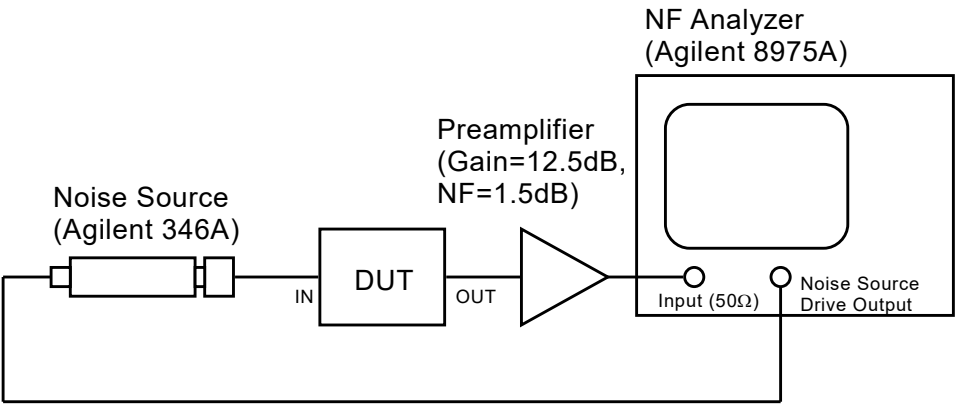 NF Analyzer
(Agilent 8975A)
Preamplifier
(Gain=12.5dB,
NF=1.5dB)
Noise Source
(Agilent 346A)
IN
DUT
OUT
Input (50Ω)
Noise Source
Drive Output